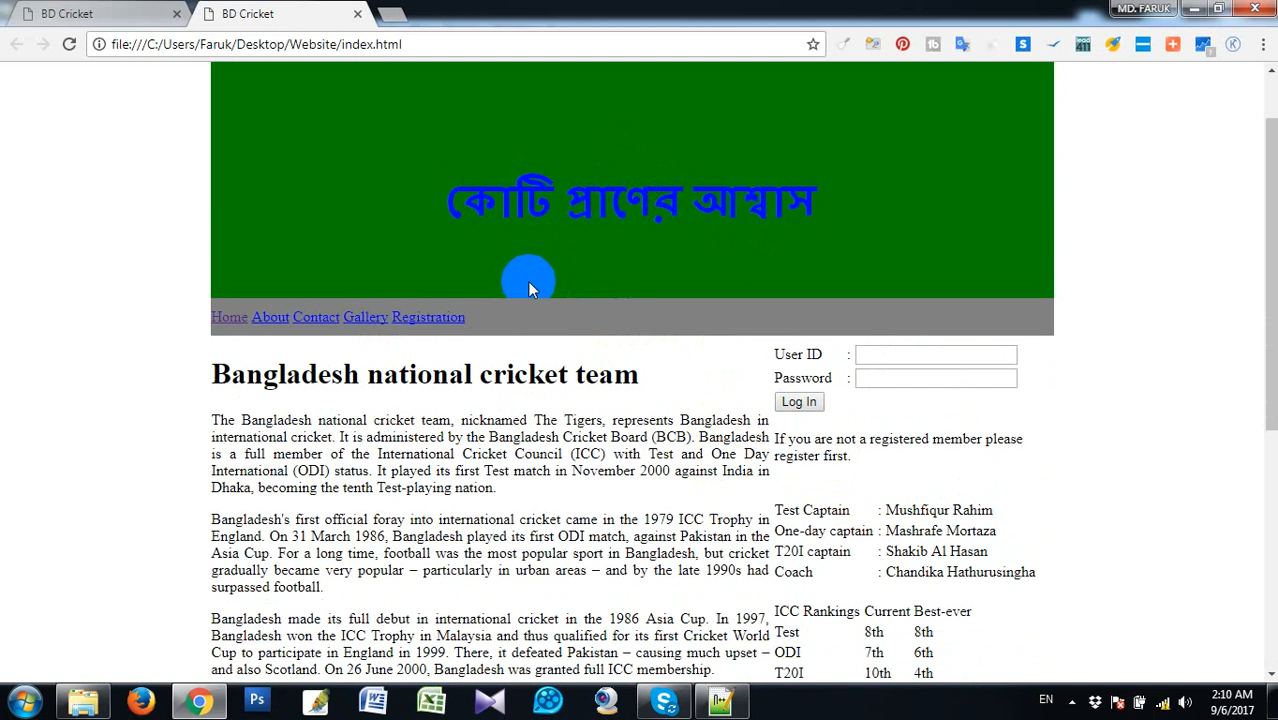 BD Cricket
BD Cricket
MD. FARUK
file:///C:/Users/Faruk/Desktop/Website/index.html
কোটি প্রাণের আশ্বাস
Home About Contact Gallery Registration
Bangladesh national cricket team
The Bangladesh national cricket team, nicknamed The Tigers, represents Bangladesh in
international cricket. It is administered by the Bangladesh Cricket Board (BCB). Bangladesh
is a full member of the International Cricket Council (ICC) with Test and One Day
International (ODI) status. It played its first Test match in November 2000 against India in
Dhaka, becoming the tenth Test-playing nation.
Bangladesh's first official foray into international cricket came in the 1979 ICC Trophy in
England. On 31 March 1986, Bangladesh played its first ODI match, against Pakistan in the
Asia Cup. For a long time, football was the most popular sport in Bangladesh, but cricket
gradually became very popular – particularly in urban areas – and by the late 1990s had
surpassed football.
Bangladesh made its full debut in international cricket in the 1986 Asia Cup. In 1997,
Bangladesh won the ICC Trophy in Malaysia and thus qualified for its first Cricket World
Cup to participate in England in 1999. There, it defeated Pakistan – causing much upset –
and also Scotland. On 26 June 2000, Bangladesh was granted full ICC membership.
User ID :
Password :
Log In
If you are not a registered member please
register first.
Test Captain : Mushfiqur Rahim
One-day captain : Mashrafe Mortaza
T20I captain : Shakib Al Hasan
Coach : Chandika Hathurusingha
ICC Rankings Current Best-ever
Test 8th 8th
ODI 7th 6th
T20I 10th 4th
EN
2:10 AM
9/6/2017